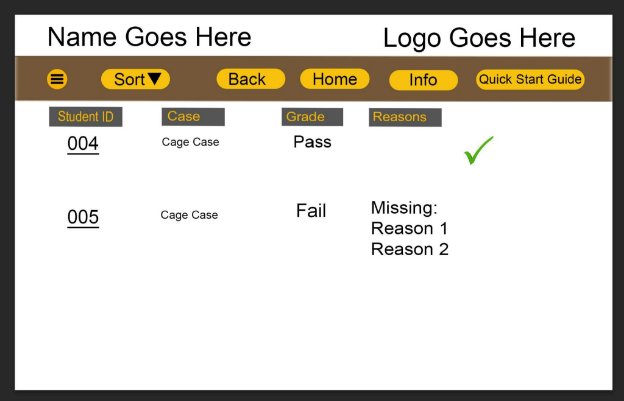 Name Goes Here
Logo Goes Here
Sort
Back
Home
Info
Quick Start Guide
Student ID
Case
Grade
Reasons
004
Cage Case
Pass
005
Cage Case
Fail
Missing:
Reason 1
Reason 2